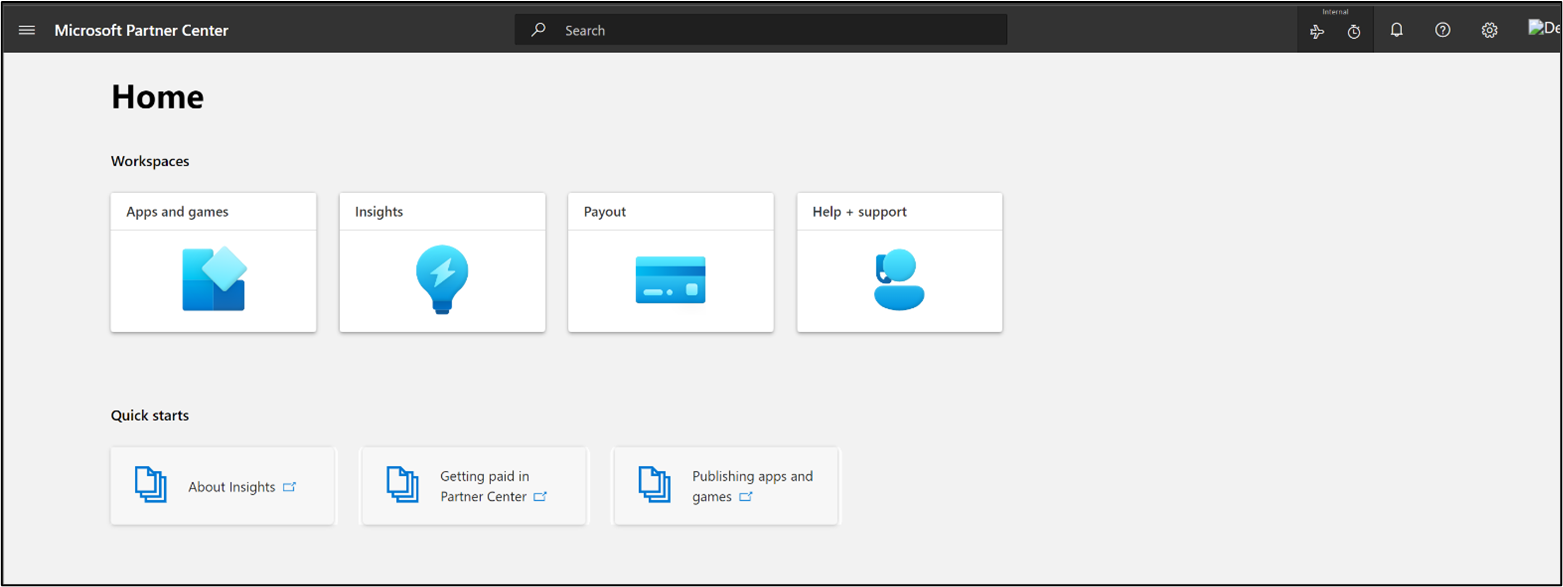 Microsoft Partner Center
Search
Internal
De
Home
Workspaces
Apps and games
Insights
Payout
Help + support
Quick starts
About Insights
Getting paid in
Partner Center
Publishing apps and
games